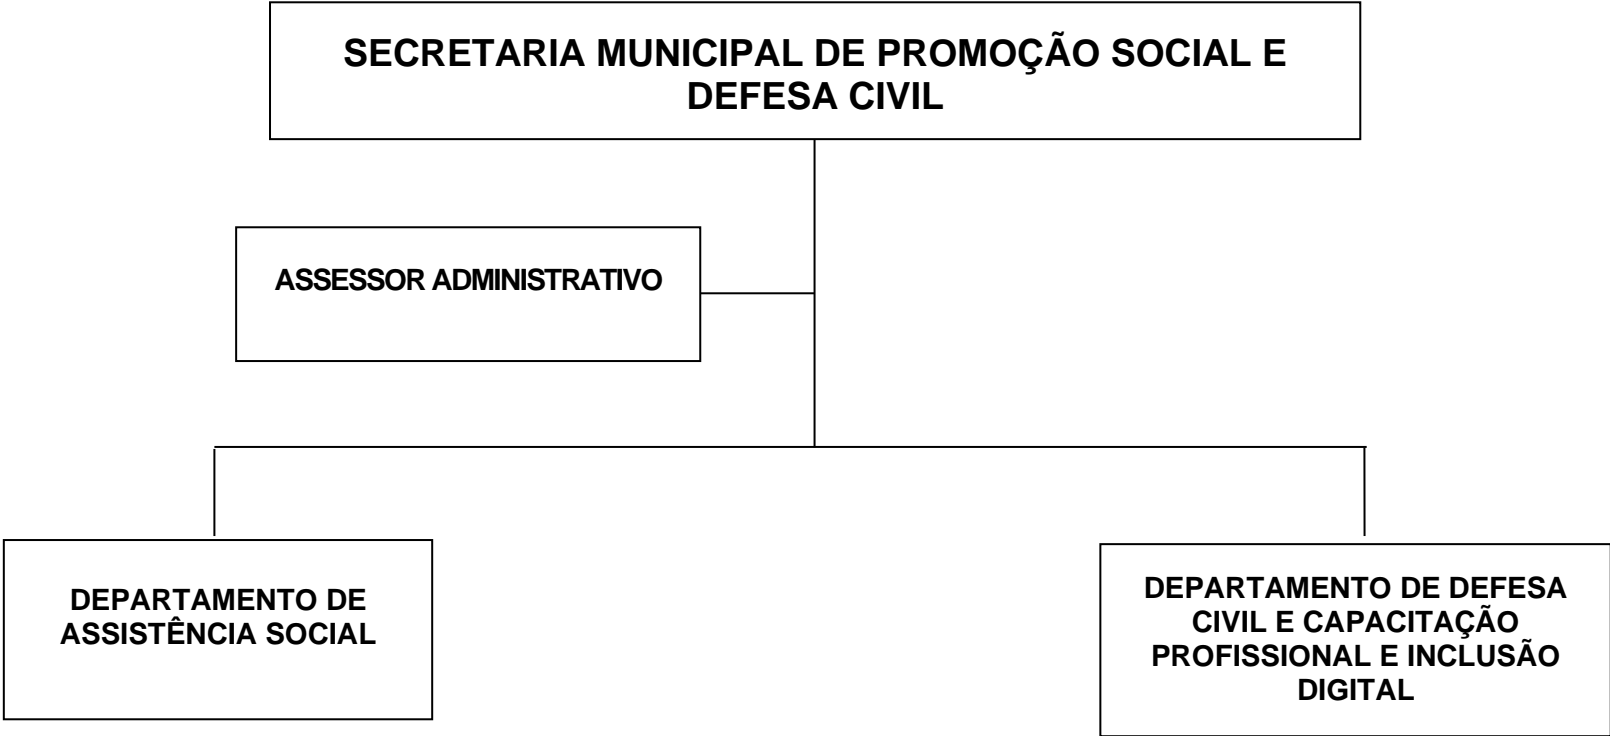 SECRETARIA MUNICIPAL DE PROMOÇÃO SOCIAL E
DEFESA CIVIL
ASSESSOR ADMINISTRATIVO
DEPARTAMENTO DE
ASSISTÊNCIA SOCIAL
DEPARTAMENTO DE DEFESA
CIVIL E CAPACITAÇÃO
PROFISSIONAL E INCLUSÃO
DIGITAL